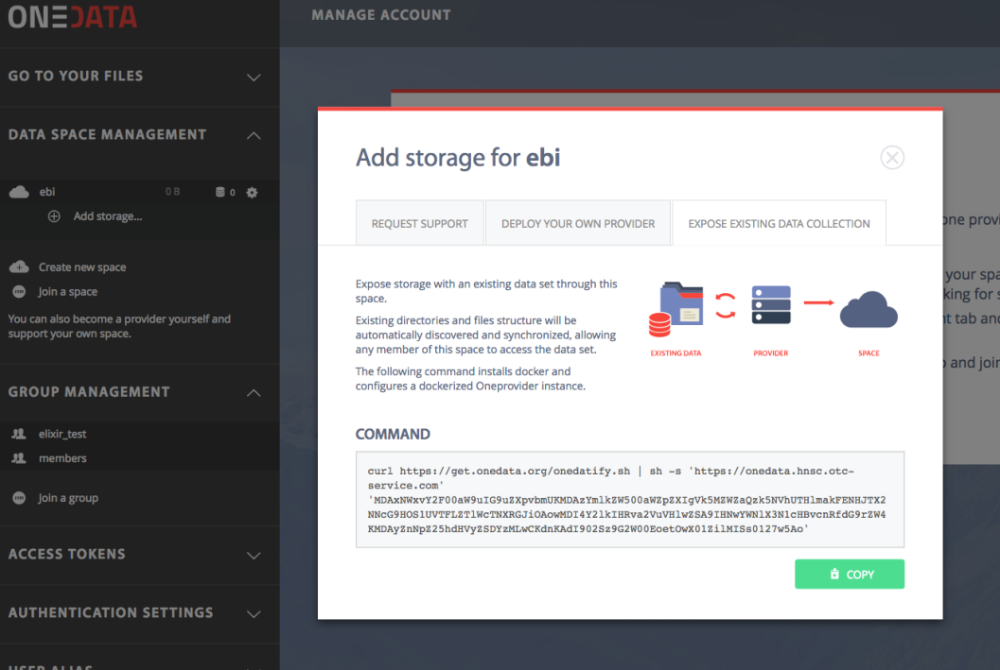 ONEDATA
MANAGE ACCOUNT
GO TO YOUR FILES
DATA SPACE MANAGEMENT
ebi 0 B 0
Add storage...
Create new space
Join a space
You can also become a provider yourself and
support your own space.
GROUP MANAGEMENT
elixir_test
members
Join a group
ACCESS TOKENS
AUTHENTICATION SETTINGS
USER ALIAS
Add storage for ebi
REQUEST SUPPORT
DEPLOY YOUR OWN PROVIDER
EXPOSE EXISTING DATA COLLECTION
Expose storage with an existing data set through this
space.
Existing directories and files structure will be
automatically discovered and synchronized, allowing
any member of this space to access the data set.
The following command installs docker and
configures a dockerized Oneprovider instance.
EXISTING DATA
PROVIDER
SPACE
COMMAND
curl https://get.onedata.org/onedatify.sh | sh -s 'https://onedata.hnsc.otc-
service.com'
'MDAxNWxvY2F00aW9uIG9uZXpvbmUKMDAzYmlkZW500aWZpZXIgVk5MZWZaQzk5NVhUTHlmakFENHJTX2
NNcG9HOS1UVTFLZTlWcTNXRGJiOAowMDI4Y2lkIHRva2VuVHlwZSA9IHNwYWNlX3N1cHBvcnRfdG9rZW4
KMDAyZnNpZ25hdHVyZSDYzMLwCKdnKAdI902Sz9G2W00EoetOwX01ZilMISs0127w5Ao'
COPY
one provi
your spa
king for s
t tab and
and join